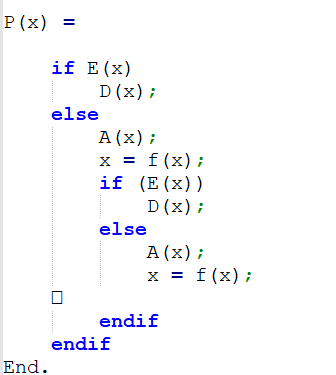 P(x) =
if E(x)
D(x);
else
A(x);
x = f(x);
if (E(x))
D(x);
else
A(x);
x = f(x);
□
endif
endif
End.